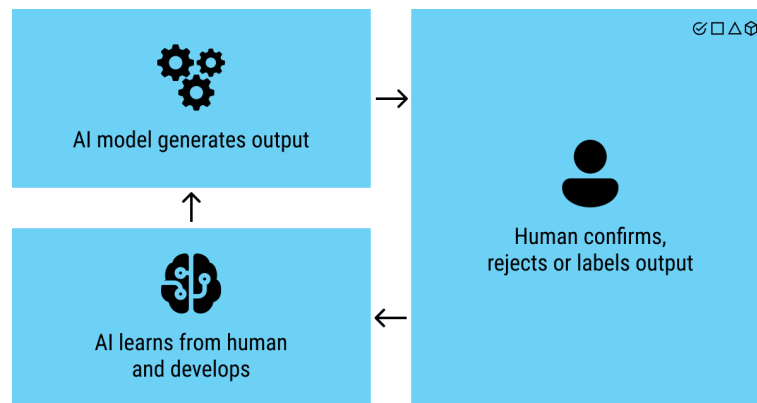 AI model generates output
Human confirms,
rejects or labels output
AI learns from human
and develops